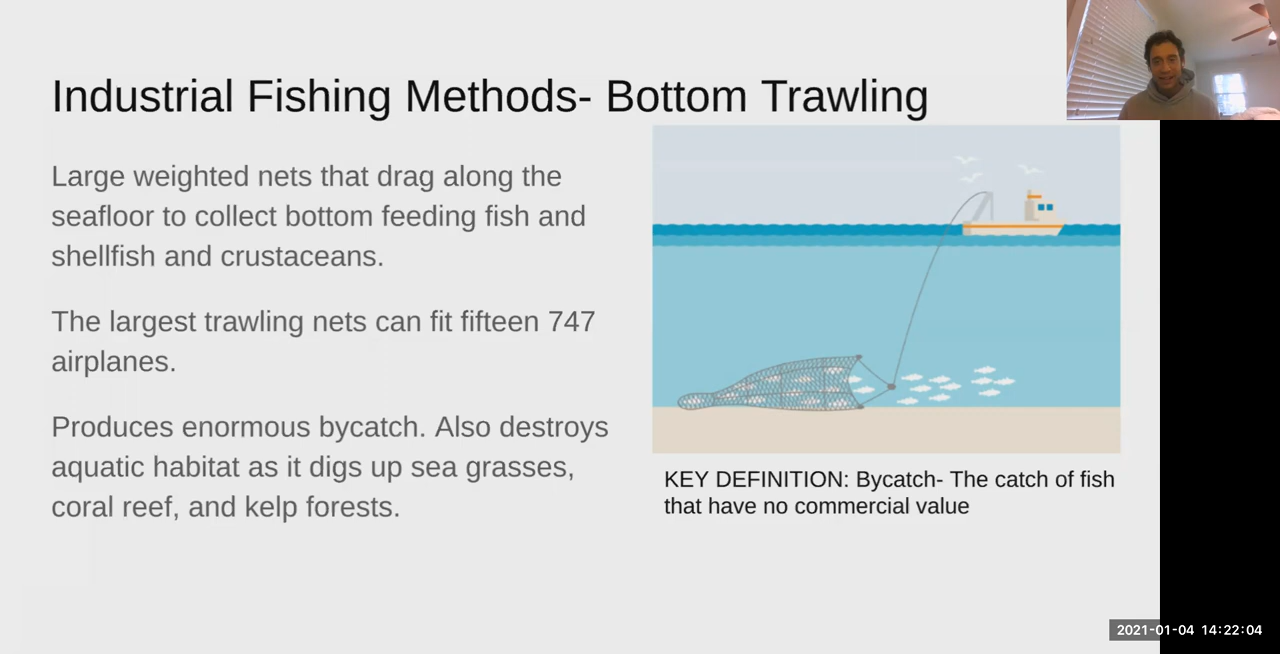 Industrial Fishing Methods- Bottom Trawling
Large weighted nets that drag along the
seafloor to collect bottom feeding fish and
shellfish and crustaceans.
The largest trawling nets can fit fifteen 747
airplanes.
Produces enormous bycatch. Also destroys
aquatic habitat as it digs up sea grasses,
coral reef, and kelp forests.
KEY DEFINITION: Bycatch- The catch of fish
that have no commercial value
2021-01-04 14:22:04